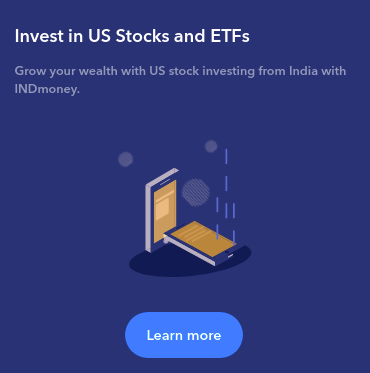 Invest in US Stocks and ETFs
Grow your wealth with US stock investing from India with
INDmoney.
Learn more